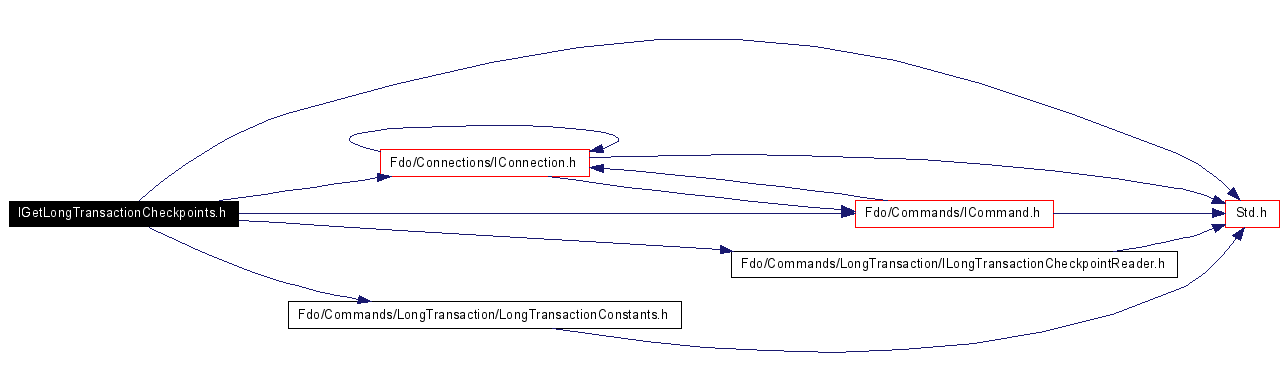 Fdo/Connections/IConnection.h
IGetLongTransactionCheckpoints.h
Fdo/Commands/ICommand.h
Std.h
Fdo/Commands/LongTransaction/ILongTransactionCheckpointReader.h
Fdo/Commands/LongTransaction/LongTransactionConstants.h